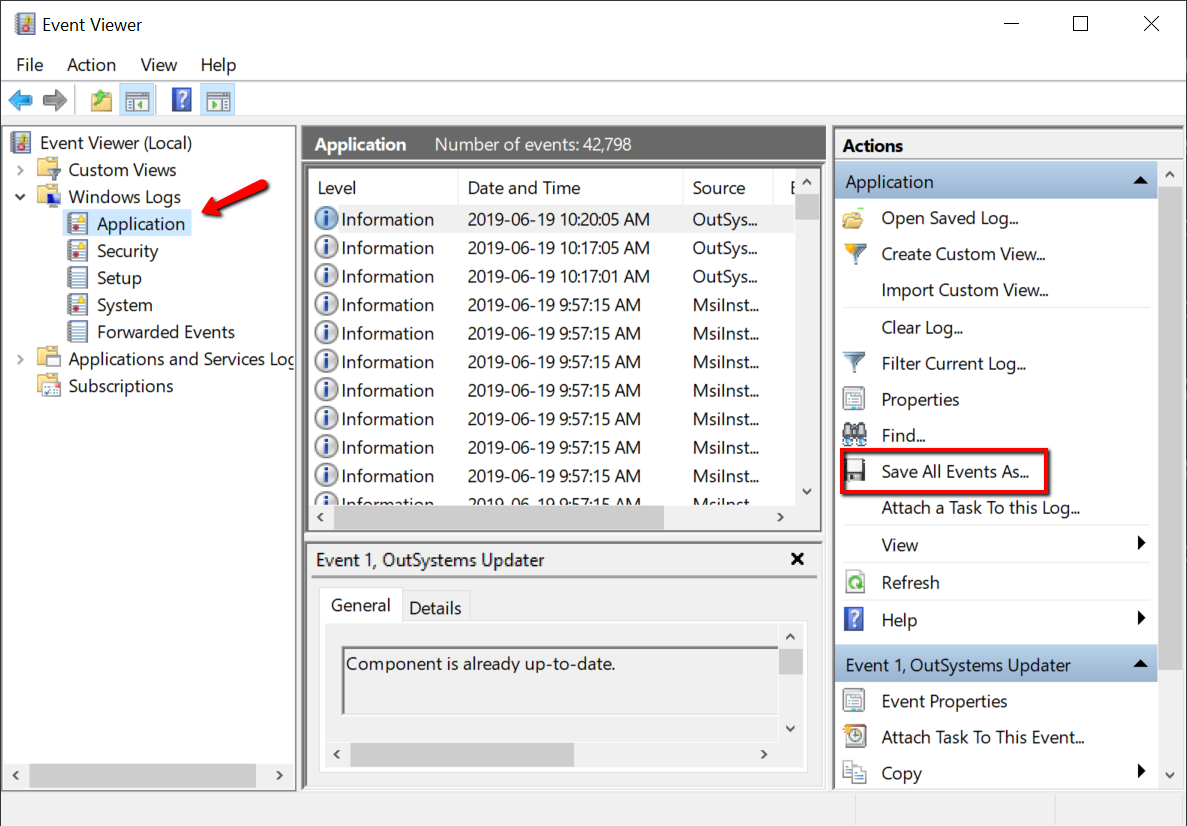 Event Viewer
File Action View Help
Event Viewer (Local)
Custom Views
Windows Logs
Application
Security
Setup
System
Forwarded Events
Applications and Services Log
Subscriptions
Application Number of events: 42,798
Level Date and Time Source E
Information 2019-06-19 10:20:05 AM OutSys...
Information 2019-06-19 10:17:05 AM OutSys...
Information 2019-06-19 10:17:01 AM OutSys...
Information 2019-06-19 9:57:15 AM MsiInst...
Information 2019-06-19 9:57:15 AM MsiInst...
Information 2019-06-19 9:57:15 AM MsiInst...
Information 2019-06-19 9:57:15 AM MsiInst...
Information 2019-06-19 9:57:15 AM MsiInst...
Information 2019-06-19 9:57:15 AM MsiInst...
Information 2019-06-19 9:57:15 AM MsiInst...
Information 2019-06-19 9:57:15 AM MsiInst...
Event 1, OutSystems Updater
General Details
Component is already up-to-date.
Actions
Application
Open Saved Log...
Create Custom View...
Import Custom View...
Clear Log...
Filter Current Log...
Properties
Find...
Save All Events As...
Attach a Task To this Log...
View
Refresh
Help
Event 1, OutSystems Updater
Event Properties
Attach Task To This Event...
Copy